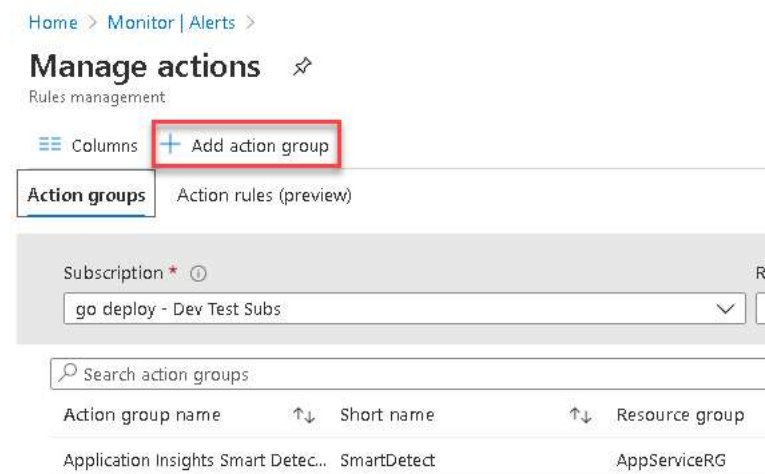 Home > Monitor | Alerts >
Manage actions
Rules management
Columns + Add action group
Action groups Action rules (preview)
Subscription * R
go deploy - Dev Test Subs
Search action groups
Action group name ↑↓ Short name ↑↓ Resource group
Application Insights Smart Detec... SmartDetect AppServiceRG